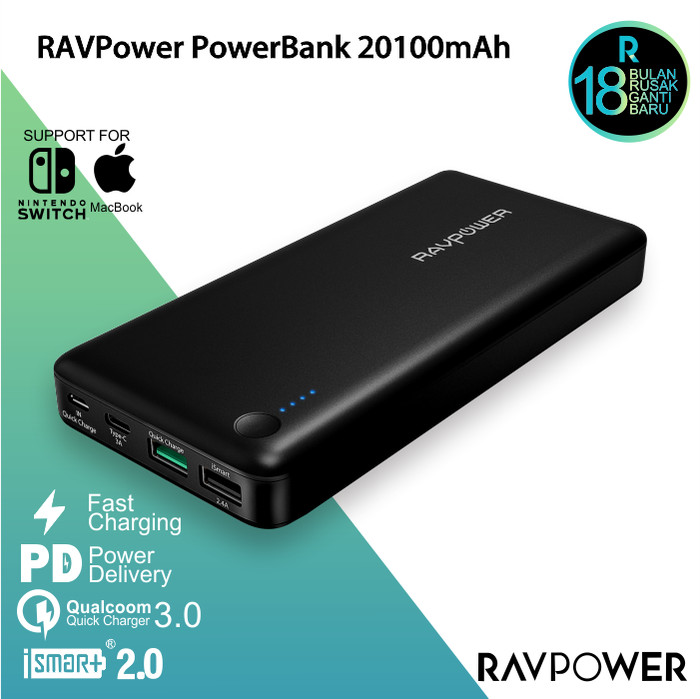 RAVPower PowerBank 20100mAh
R
18 BULAN
RUSAK
GANTI
BARU
SUPPORT FOR
NINTENDO
SWITCH
MacBook
RAVPOWER
IN
Quick Charge
Type-C
3A
Quick Charge
iSmart
2.4A
Fast
Charging
PD Power
Delivery
Qualcoom
Quick Charger 3.0
iSmart® 2.0
RAVPOWER